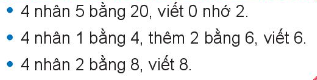 • 4 nhân 5 bằng 20, viết 0 nhớ 2.
• 4 nhân 1 bằng 4, thêm 2 bằng 6, viết 6.
• 4 nhân 2 bằng 8, viết 8.